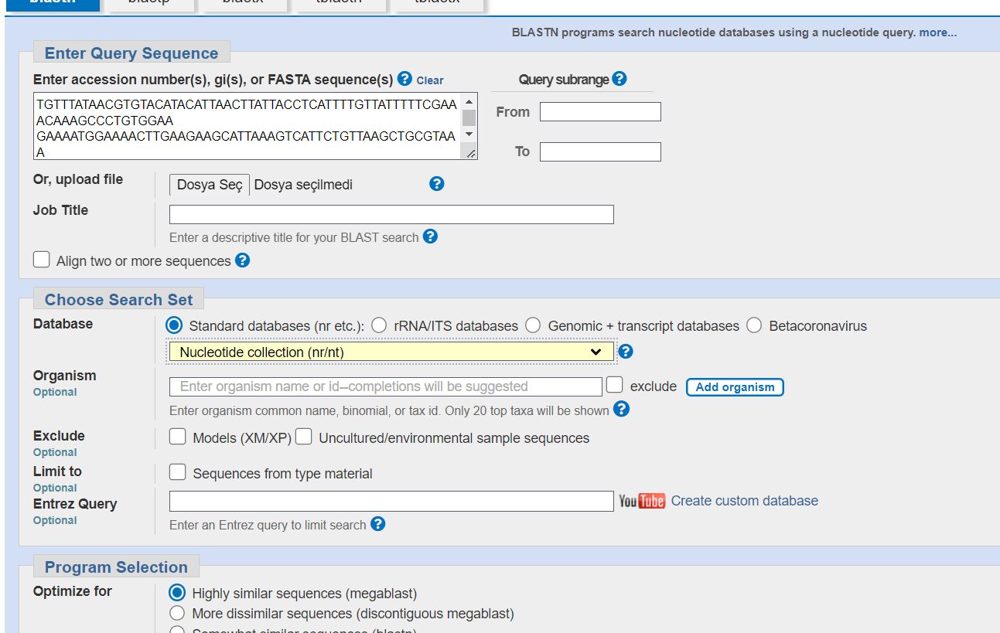 blastn blastp blastx tblastn tblastx
BLASTN programs search nucleotide databases using a nucleotide query. more...
Enter Query Sequence
Enter accession number(s), gi(s), or FASTA sequence(s) ? Clear Query subrange ?
TGTTTATAACGTGTACATACATTAACTTATTACCTCATTTTGTTATTTTTCGAA
ACAAAGCCCTGTGGAA
GAAAATGGAAAACTTGAAGAAGCATTAAAGTCATTCTGTTAAGCTGCGTAA
A
From
To
Or, upload file Dosya Seç Dosya seçilmedi ?
Job Title
Enter a descriptive title for your BLAST search ?
Align two or more sequences ?
Choose Search Set
Database Standard databases (nr etc.): rRNA/ITS databases Genomic + transcript databases Betacoronavirus
Nucleotide collection (nr/nt) ?
Organism
Optional
Enter organism name or id--completions will be suggested exclude Add organism
Enter organism common name, binomial, or tax id. Only 20 top taxa will be shown ?
Exclude
Optional
Models (XM/XP) Uncultured/environmental sample sequences
Limit to
Optional
Sequences from type material
Entrez Query
Optional
YouTube Create custom database
Enter an Entrez query to limit search ?
Program Selection
Optimize for Highly similar sequences (megablast)
More dissimilar sequences (discontiguous megablast)
Somewhat similar sequences (blastn)